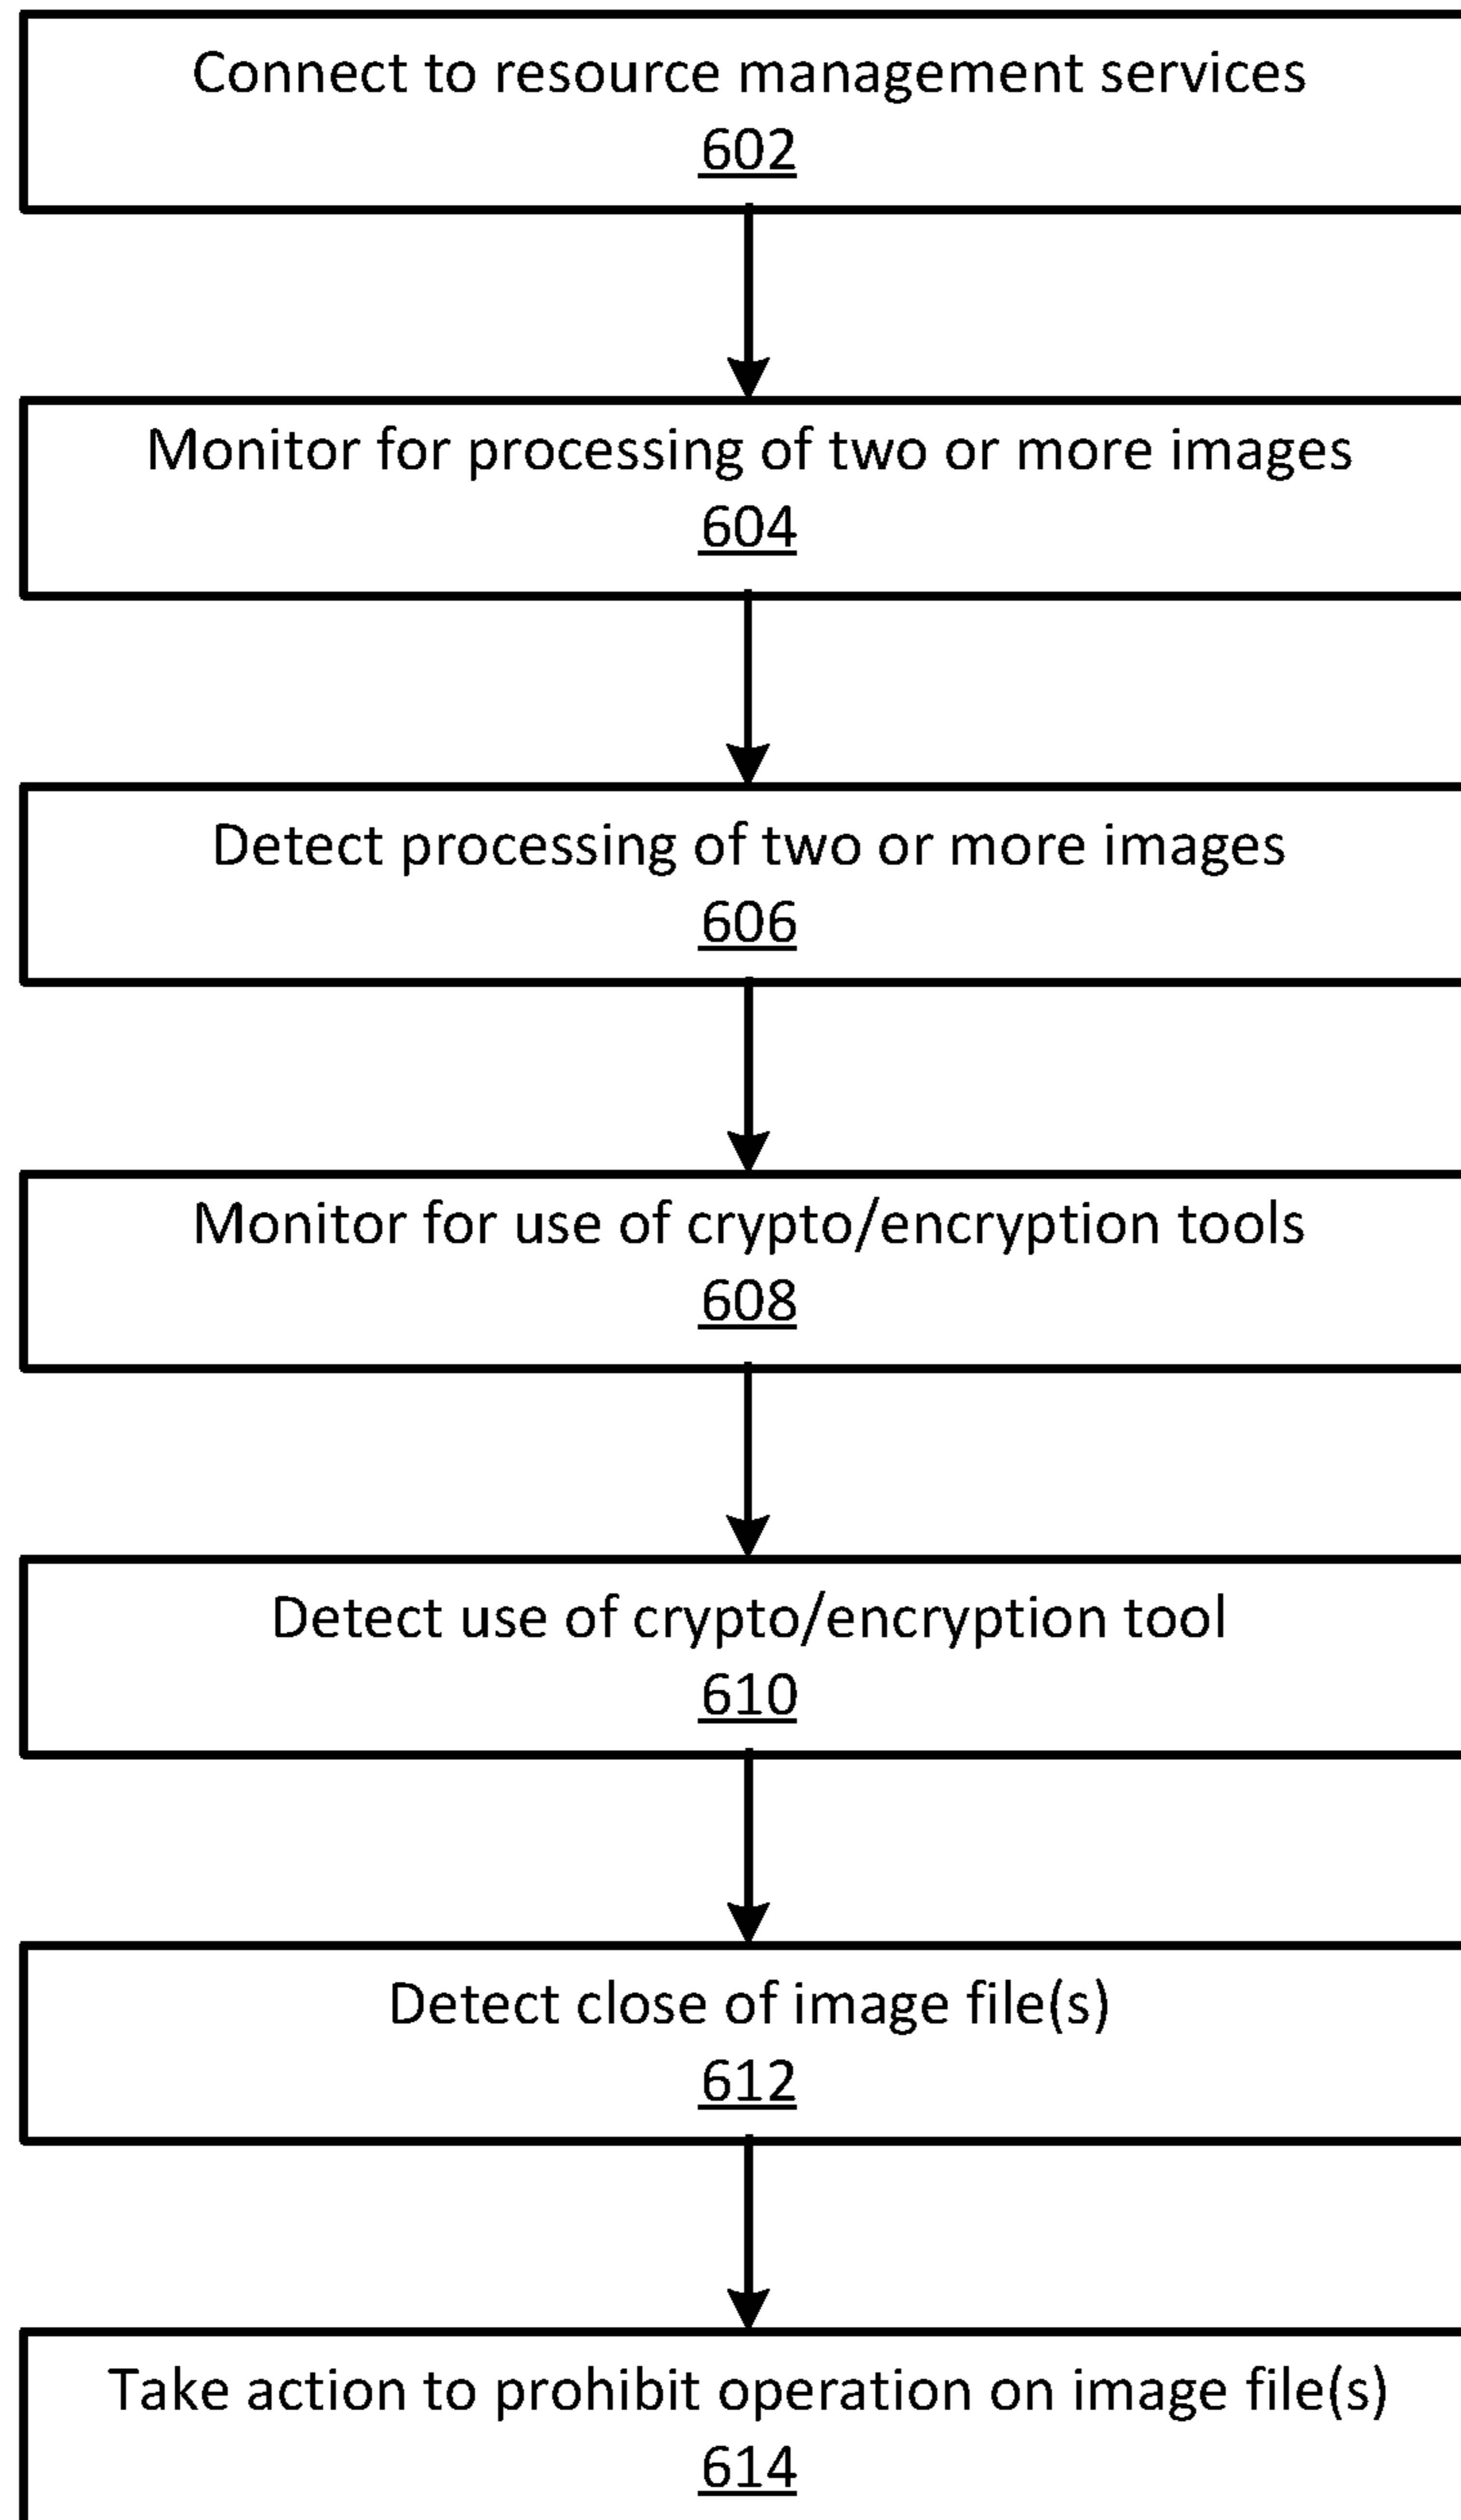 Connect to resource management services
602
Monitor for processing of two or more images
604
Detect processing of two or more images
606
Monitor for use of crypto/encryption tools
608
Detect use of crypto/encryption tool
610
Detect close of image file(s)
612
Take action to prohibit operation on image file(s)
614